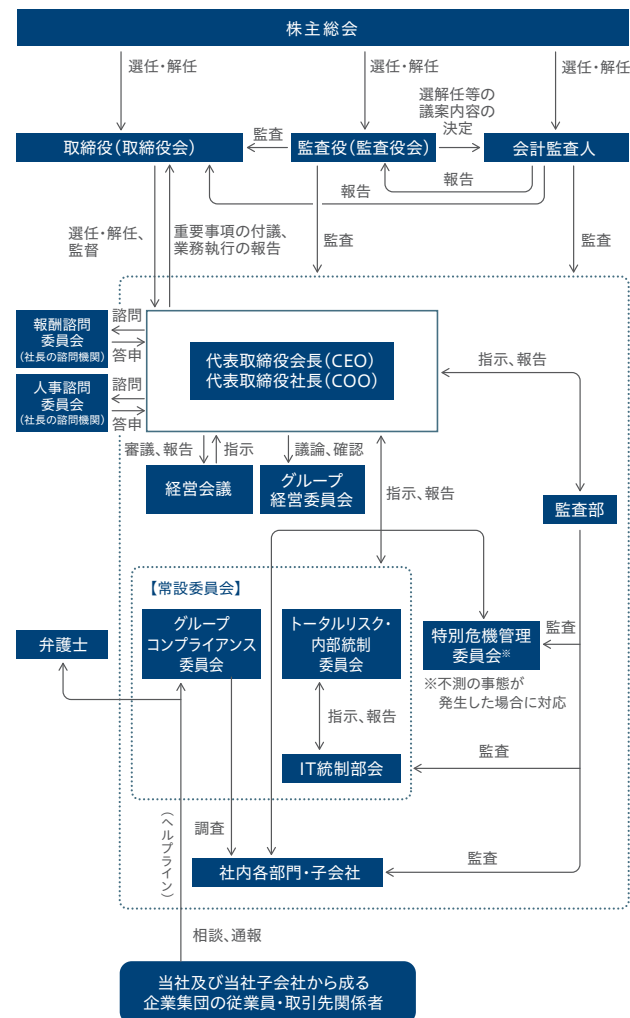 株主総会
選任・解任
選任・解任
選任・解任
選解任等の
議案内容の
決定
取締役(取締役会)
監査
監査役(監査役会)
会計監査人
報告
報告
選任・解任、
監督
重要事項の付議、
業務執行の報告
監査
監査
報酬諮問
委員会
(社長の諮問機関)
諮問
答申
代表取締役会長(CEO)
代表取締役社長(COO)
指示、報告
人事諮問
委員会
(社長の諮問機関)
諮問
答申
審議、報告
指示
議論、確認
経営会議
グループ
経営委員会
指示、報告
監査部
【常設委員会】
グループ
コンプライアンス
委員会
トータルリスク・
内部統制
委員会
特別危機管理
委員会※
監査
※不測の事態が
発生した場合に対応
弁護士
指示、報告
IT統制部会
監査
(ヘルプライン)
調査
社内各部門・子会社
監査
相談、通報
当社及び当社子会社から成る
企業集団の従業員・取引先関係者